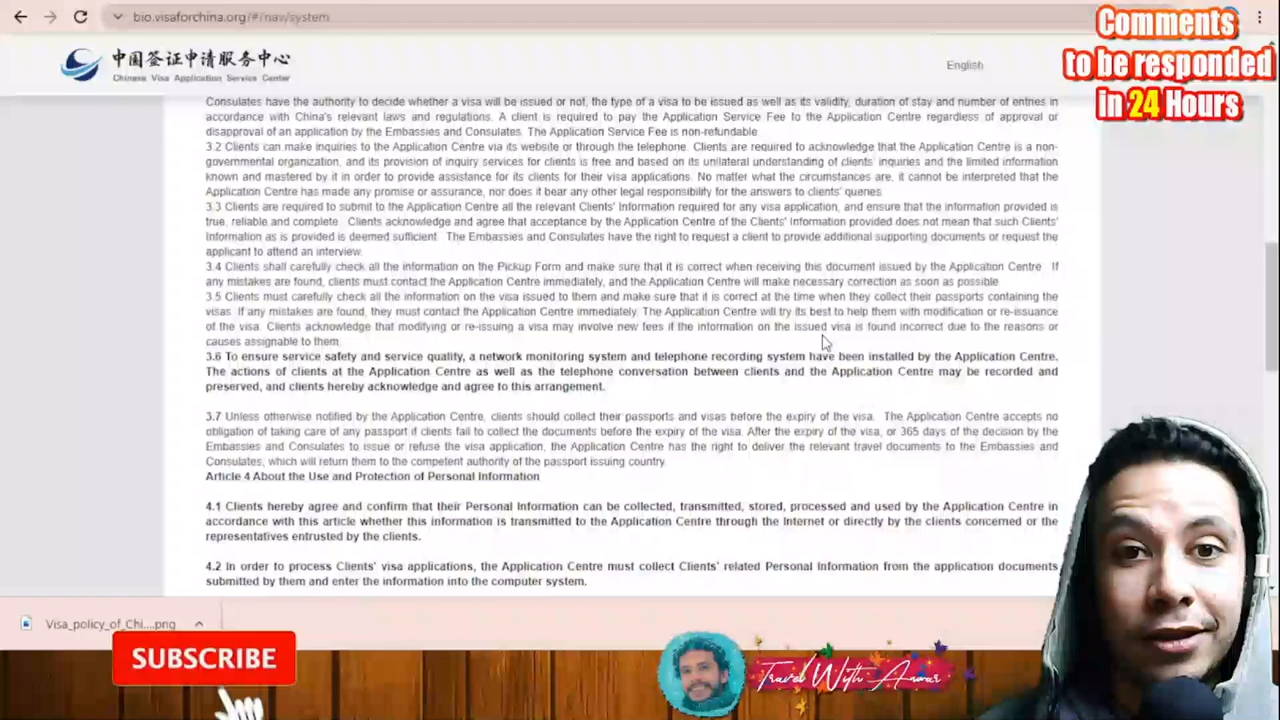 bio.visaforchina.org/#/nav/system
Comments
to be responded
in 24 Hours
中国签证申请服务中心
Chinese Visa Application Service Center
English
Consulates have the authority to decide whether a visa will be issued or not, the type of a visa to be issued as well as its validity, duration of stay and number of entries in
accordance with China's relevant laws and regulations. A client is required to pay the Application Service Fee to the Application Centre regardless of approval or
disapproval of an application by the Embassies and Consulates. The Application Service Fee is non-refundable.
3.2 Clients can make inquiries to the Application Centre via its website or through the telephone. Clients are required to acknowledge that the Application Centre is a non-
governmental organization, and its provision of inquiry services for clients is free and based on its unilateral understanding of clients' inquiries and the limited information
known and mastered by it in order to provide assistance for its clients for their visa applications. No matter what the circumstances are, it cannot be interpreted that the
Application Centre has made any promise or assurance, nor does it bear any other legal responsibility for the answers to clients' queries.
3.3 Clients are required to submit to the Application Centre all the relevant Clients' Information required for any visa application, and ensure that the information provided is
true, reliable and complete. Clients acknowledge and agree that acceptance by the Application Centre of the Clients' Information provided does not mean that such Clients'
Information as is provided is deemed sufficient. The Embassies and Consulates have the right to request a client to provide additional supporting documents or request the
applicant to attend an interview.
3.4 Clients shall carefully check all the information on the Pickup Form and make sure that it is correct when receiving this document issued by the Application Centre. If
any mistakes are found, clients must contact the Application Centre immediately, and the Application Centre will make necessary correction as soon as possible.
3.5 Clients must carefully check all the information on the visa issued to them and make sure that it is correct at the time when they collect their passports containing the
visas. If any mistakes are found, they must contact the Application Centre immediately. The Application Centre will try its best to help them with modification or re-issuance
of the visa. Clients acknowledge that modifying or re-issuing a visa may involve new fees if the information on the issued visa is found incorrect due to the reasons or
causes assignable to them.
3.6 To ensure service safety and service quality, a network monitoring system and telephone recording system have been installed by the Application Centre.
The actions of clients at the Application Centre as well as the telephone conversation between clients and the Application Centre may be recorded and
preserved, and clients hereby acknowledge and agree to this arrangement.
3.7 Unless otherwise notified by the Application Centre, clients should collect their passports and visas before the expiry of the visa. The Application Centre accepts no
obligation of taking care of any passport if clients fail to collect the documents before the expiry of the visa. After the expiry of the visa, or 365 days of the decision by the
Embassies and Consulates to issue or refuse the visa application, the Application Centre has the right to deliver the relevant travel documents to the Embassies and
Consulates, which will return them to the competent authority of the passport issuing country.
Article 4 About the Use and Protection of Personal Information
4.1 Clients hereby agree and confirm that their Personal Information can be collected, transmitted, stored, processed and used by the Application Centre in
accordance with this article whether this information is transmitted to the Application Centre through the Internet or directly by the clients concerned or the
representatives entrusted by the clients.
4.2 In order to process Clients' visa applications, the Application Centre must collect Clients' related Personal Information from the application documents
submitted by them and enter the information into the computer system.
Visa_policy_of_Chi....png
SUBSCRIBE
Travel With Anwar